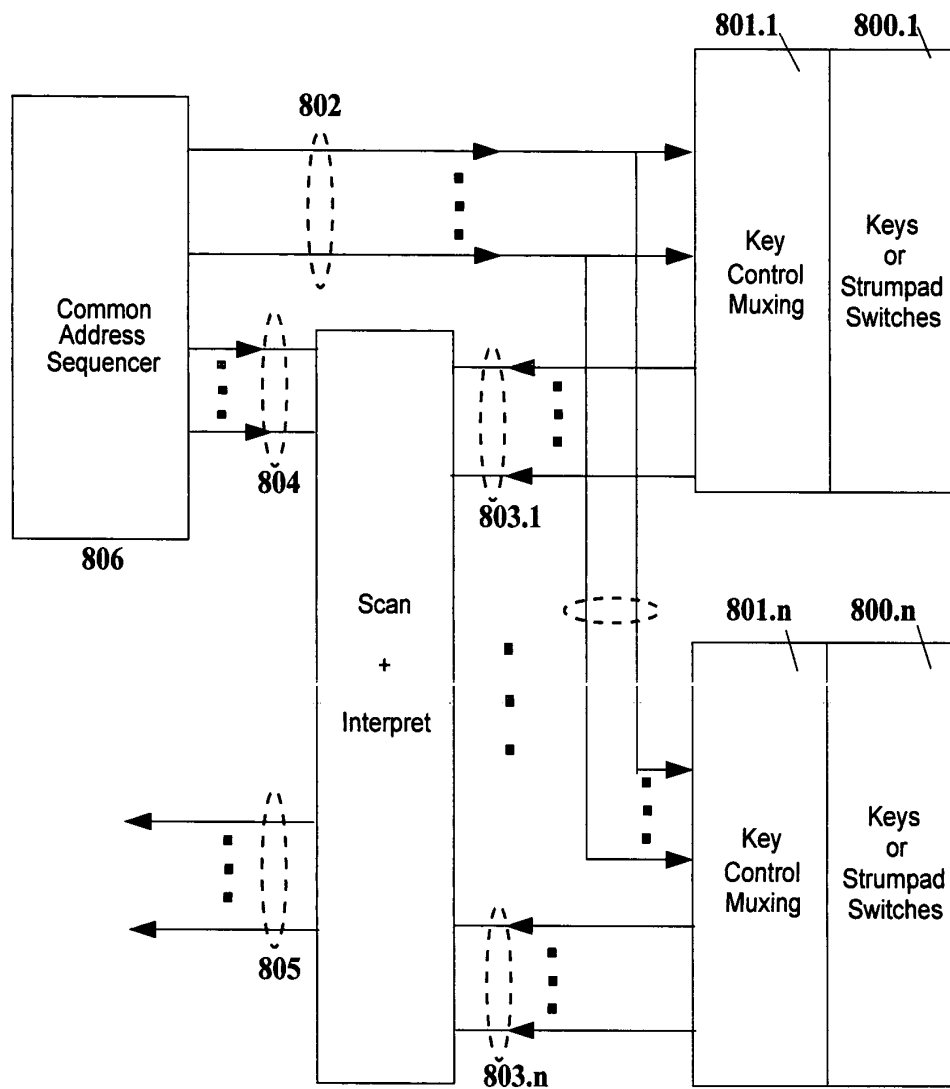 801.1 800.1
802
Common
Address
Sequencer
Key
Control
Muxing
Keys
or
Strumpad
Switches
804
803.1
806
Scan
+
Interpret
801.n 800.n
Key
Control
Muxing
Keys
or
Strumpad
Switches
805
803.n